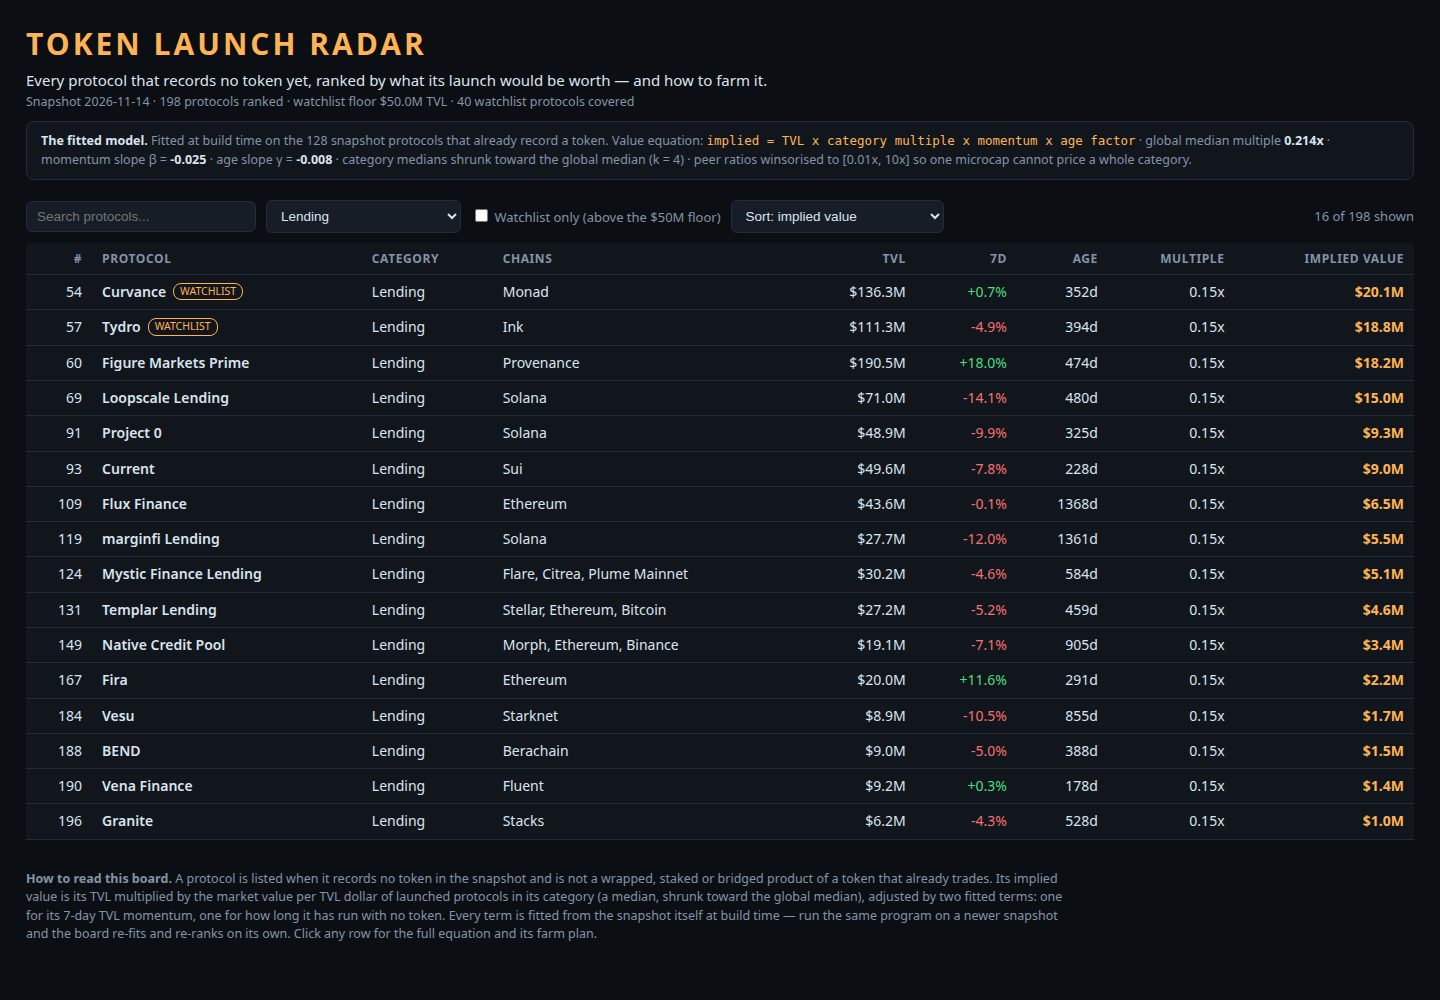 TOKEN LAUNCH RADAR
Every protocol that records no token yet, ranked by what its launch would be worth — and how to farm it.
Snapshot 2026-11-14 · 198 protocols ranked · watchlist floor $50.0M TVL · 40 watchlist protocols covered
The fitted model. Fitted at build time on the 128 snapshot protocols that already record a token. Value equation: implied = TVL x category multiple x momentum x age factor · global median multiple 0.214x ·
momentum slope β = -0.025 · age slope γ = -0.008 · category medians shrunk toward the global median (k = 4) · peer ratios winsorised to [0.01x, 10x] so one microcap cannot price a whole category.
Search protocols... Lending Watchlist only (above the $50M floor) Sort: implied value 16 of 198 shown
# PROTOCOL CATEGORY CHAINS TVL 7D AGE MULTIPLE IMPLIED VALUE
54 Curvance WATCHLIST Lending Monad $136.3M +0.7% 352d 0.15x $20.1M
57 Tydro WATCHLIST Lending Ink $111.3M -4.9% 394d 0.15x $18.8M
60 Figure Markets Prime Lending Provenance $190.5M +18.0% 474d 0.15x $18.2M
69 Loopscale Lending Lending Solana $71.0M -14.1% 480d 0.15x $15.0M
91 Project 0 Lending Solana $48.9M -9.9% 325d 0.15x $9.3M
93 Current Lending Sui $49.6M -7.8% 228d 0.15x $9.0M
109 Flux Finance Lending Ethereum $43.6M -0.1% 1368d 0.15x $6.5M
119 marginfi Lending Lending Solana $27.7M -12.0% 1361d 0.15x $5.5M
124 Mystic Finance Lending Lending Flare, Citrea, Plume Mainnet $30.2M -4.6% 584d 0.15x $5.1M
131 Templar Lending Lending Stellar, Ethereum, Bitcoin $27.2M -5.2% 459d 0.15x $4.6M
149 Native Credit Pool Lending Morph, Ethereum, Binance $19.1M -7.1% 905d 0.15x $3.4M
167 Fira Lending Ethereum $20.0M +11.6% 291d 0.15x $2.2M
184 Vesu Lending Starknet $8.9M -10.5% 855d 0.15x $1.7M
188 BEND Lending Berachain $9.0M -5.0% 388d 0.15x $1.5M
190 Vena Finance Lending Fluent $9.2M +0.3% 178d 0.15x $1.4M
196 Granite Lending Stacks $6.2M -4.3% 528d 0.15x $1.0M
How to read this board. A protocol is listed when it records no token in the snapshot and is not a wrapped, staked or bridged product of a token that already trades. Its implied
value is its TVL multiplied by the market value per TVL dollar of launched protocols in its category (a median, shrunk toward the global median), adjusted by two fitted terms: one
for its 7-day TVL momentum, one for how long it has run with no token. Every term is fitted from the snapshot itself at build time — run the same program on a newer snapshot
and the board re-fits and re-ranks on its own. Click any row for the full equation and its farm plan.